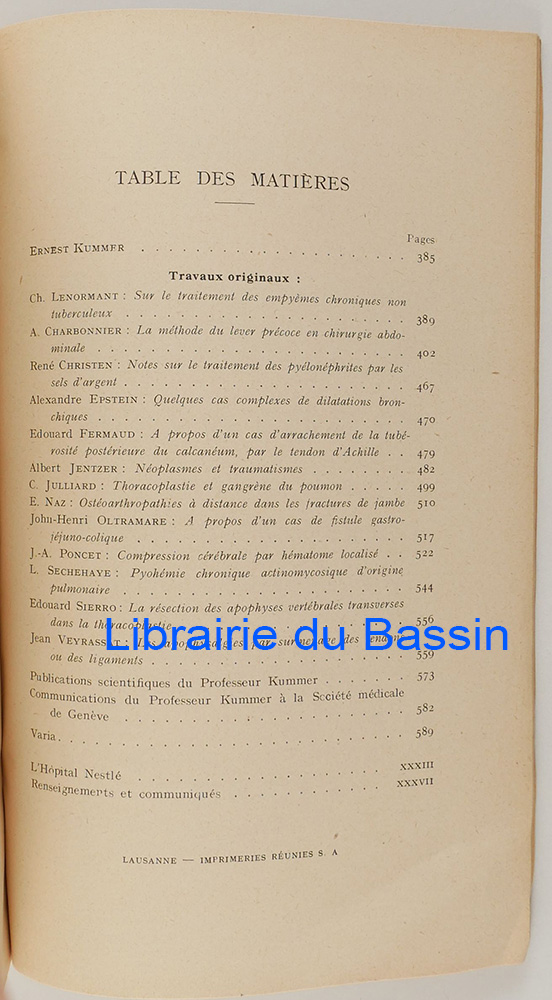 TABLE DES MATIÈRES
Pages
ERNEST KUMMER . . . . . . . . . . . . . . . . . . . 385
Travaux originaux :
Ch. LENORMANT : Sur le traitement des empyèmes chroniques non
tuberculeux . . . . . . . . . . . . . . . . . . . . . 389
A. CHARBONNIER : La méthode du lever précoce en chirurgie abdo-
minale . . . . . . . . . . . . . . . . . . . . . . . 402
René CHRISTEN : Notes sur le traitement des pyélonéphrites par les
sels d'argent . . . . . . . . . . . . . . . . . . . . 467
Alexandre EPSTEIN : Quelques cas complexes de dilatations bron-
chiques . . . . . . . . . . . . . . . . . . . . . . . 470
Edouard FERMAUD : A propos d'un cas d'arrachement de la tubé-
rosité postérieure du calcanéum, par le tendon d'Achille . . 479
Albert JENTZER : Néoplasmes et traumatismes . . . . . . . 482
C. JULLIARD : Thoracoplastie et gangrène du poumon . . . . . 499
E. NAZ : Ostéoarthropathies à distance dans les fractures de jambe 510
John-Henri OLTRAMARE : A propos d'un cas de fistule gastro-
jéjuno-colique . . . . . . . . . . . . . . . . . . . . 517
J.-A. PONCET : Compression cérébrale par hématome localisé . . 522
L. SECHEHAYE : Pyohémie chronique actinomycosique d'origine
pulmonaire . . . . . . . . . . . . . . . . . . . . . 544
Edouard SIERRO : La résection des apophyses vertébrales transverses
dans la thoracoplastie . . . . . . . . . . . . . . . . 556
Librairie du Bassin
Jean VEYRASSAT : par surmenage des tendons
ou des ligaments . . . . . . . . . . . . . . . . . . . 559
Publications scientifiques du Professeur Kummer . . . . . . . 573
Communications du Professeur Kummer à la Société médicale
de Genève . . . . . . . . . . . . . . . . . . . . . . 582
Varia. . . . . . . . . . . . . . . . . . . . . . . . . 589
L'Hôpital Nestlé . . . . . . . . . . . . . . . . . . XXXIII
Renseignements et communiqués . . . . . . . . . . . XXXVII
LAUSANNE — IMPRIMERIES RÉUNIES S. A